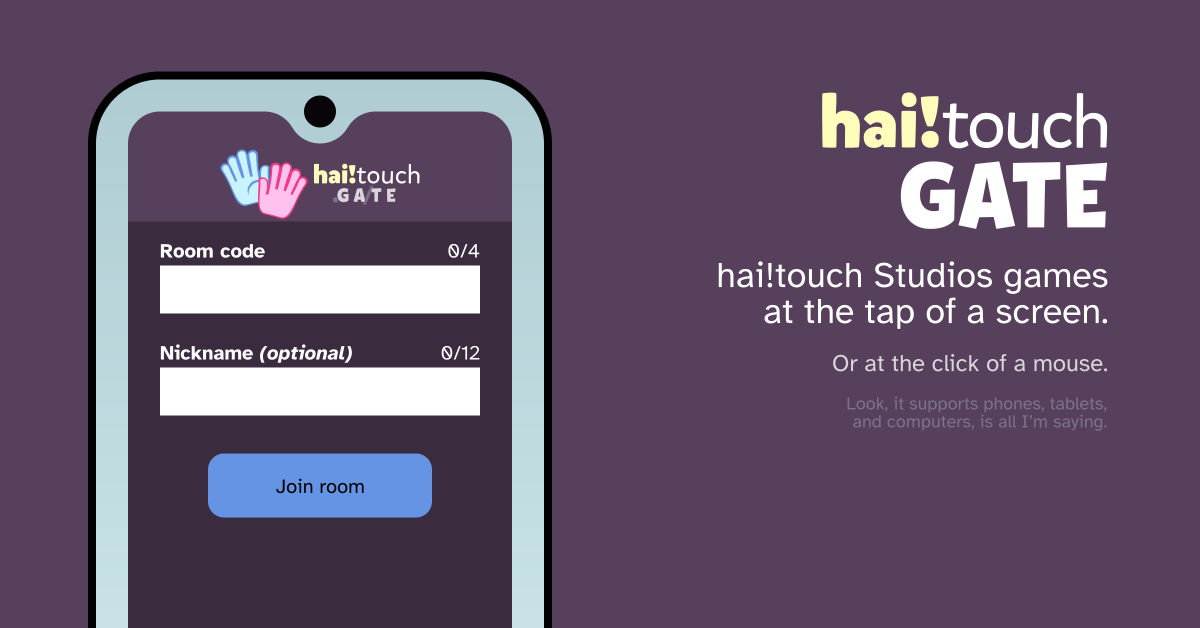 hai!touch
GATE
Room code 0/4
Nickname (optional) 0/12
Join room
hai!touch
GATE
hai!touch Studios games
at the tap of a screen.
Or at the click of a mouse.
Look, it supports phones, tablets,
and computers, is all I'm saying.